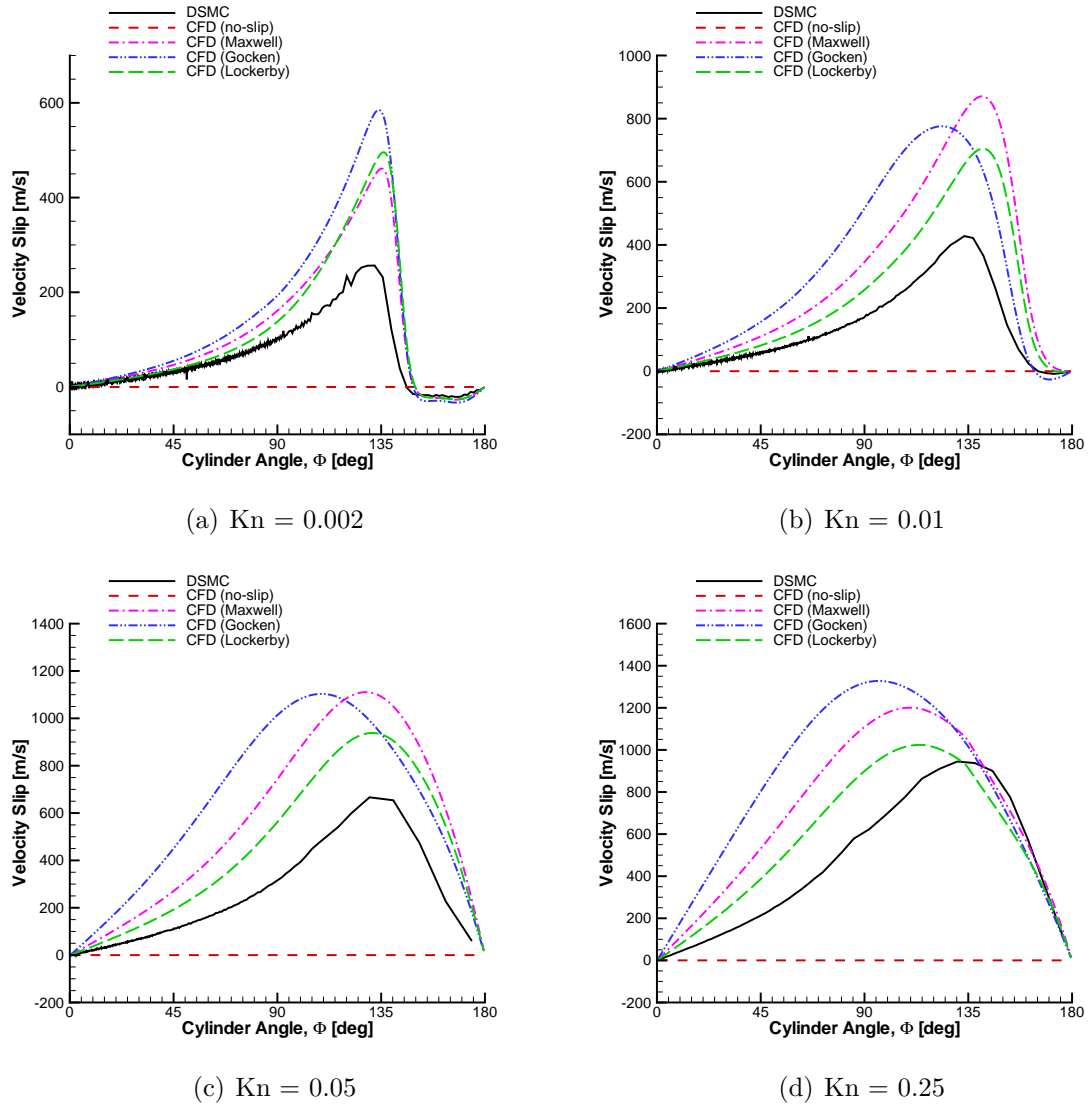 DSMC
CFD (no-slip)
CFD (Maxwell)
CFD (Gocken)
CFD (Lockerby)
Velocity Slip [m/s]
600
400
200
0
0 45 90 135 180
Cylinder Angle, Φ [deg]
(a) Kn = 0.002
DSMC
CFD (no-slip)
CFD (Maxwell)
CFD (Gocken)
CFD (Lockerby)
Velocity Slip [m/s]
1000
800
600
400
200
0
-200
0 45 90 135 180
Cylinder Angle, Φ [deg]
(b) Kn = 0.01
DSMC
CFD (no-slip)
CFD (Maxwell)
CFD (Gocken)
CFD (Lockerby)
Velocity Slip [m/s]
1400
1200
1000
800
600
400
200
0
-200
0 45 90 135 180
Cylinder Angle, Φ [deg]
(c) Kn = 0.05
DSMC
CFD (no-slip)
CFD (Maxwell)
CFD (Gocken)
CFD (Lockerby)
Velocity Slip [m/s]
1600
1400
1200
1000
800
600
400
200
0
-200
0 45 90 135 180
Cylinder Angle, Φ [deg]
(d) Kn = 0.25